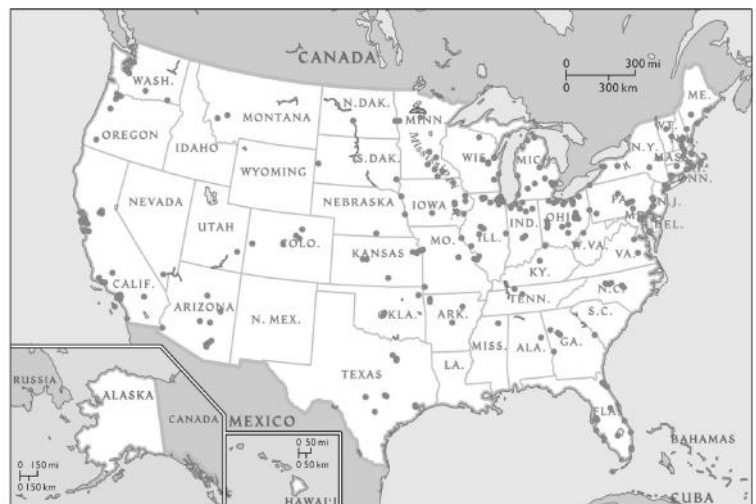 CANADA
0 300 mi
0 300 km
WASH.
MONTANA
N.DAK.
MINN.
ME.
VT.
OREGON
IDAHO
S.DAK.
WIS.
MICH.
N.Y.
MASS.
CONN.
WYOMING
Mississippi
NEVADA
NEBRASKA
IOWA
PA.
N.J.
UTAH
COLO.
ILL.
IND.
OHIO
MD.
DEL.
KANSAS
MO.
W.VA.
VA.
CALIF.
KY.
ARIZONA
N. MEX.
OKLA.
ARK.
TENN.
N.C.
S.C.
TEXAS
LA.
MISS.
ALA.
GA.
RUSSIA
ALASKA
CANADA
MEXICO
FLA.
BAHAMAS
0 150 mi
0 150 km
0 50 mi
0 50 km
HAWAI'I
CUBA